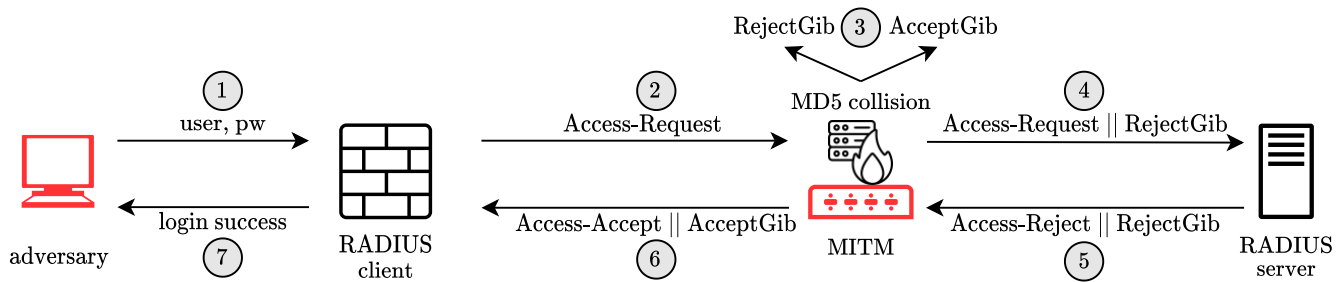 RejectGib 3 AcceptGib
1
2
MD5 collision
4
user, pw
Access-Request
Access-Request || RejectGib
login success
Access-Accept || AcceptGib
Access-Reject || RejectGib
adversary
7
RADIUS
client
6
MITM
5
RADIUS
server